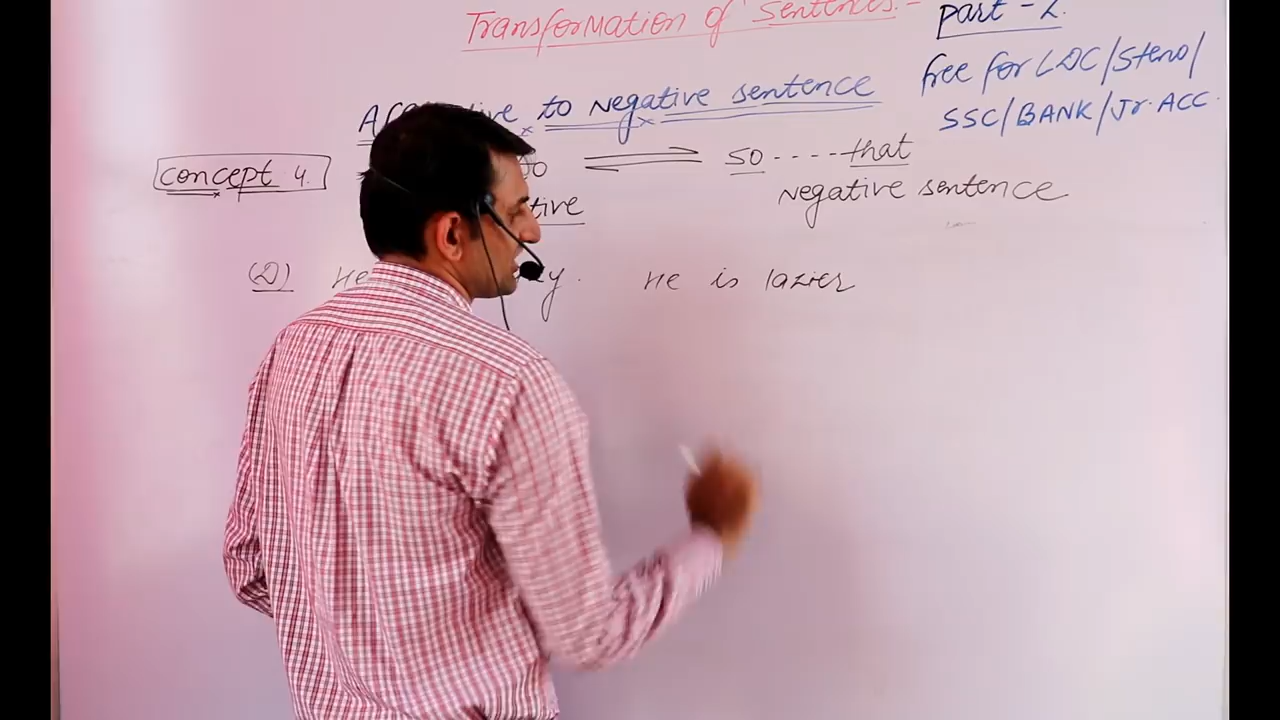 Transformation of Sentences:-
Part-2.
free for LDC/Steno/
SSC/BANK/Jr. ACC.
to Negative sentence
concept 4.
so ---- that
Negative sentence
(D) He
He is lazier